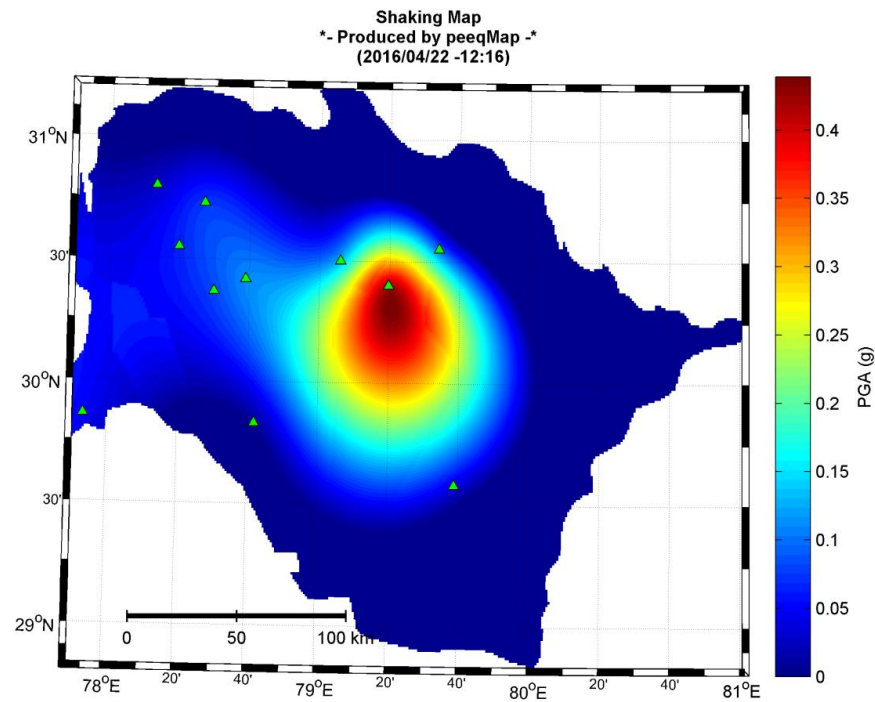 Shaking Map
*- Produced by peeqMap -*
(2016/04/22 -12:16)
31°N
30'
30°N
30'
29°N
0 50 100 km
78°E 20' 40' 79°E 20' 40' 80°E 20' 40' 81°E
0.4
0.35
0.3
0.25
0.2
0.15
0.1
0.05
0
PGA (g)